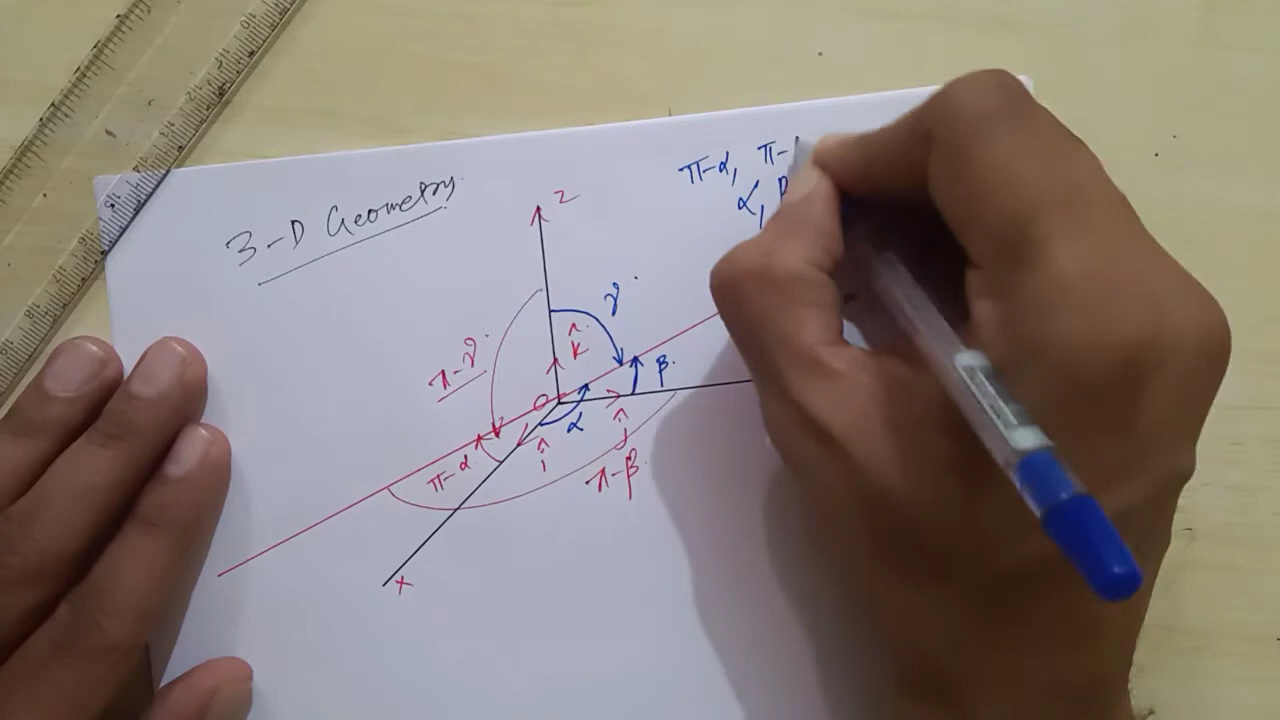 3-D Geometry.
π-α, π-
α, β
Z
γ
k̂
π-γ
β
O
α
ĵ
î
π-α
π-β
X